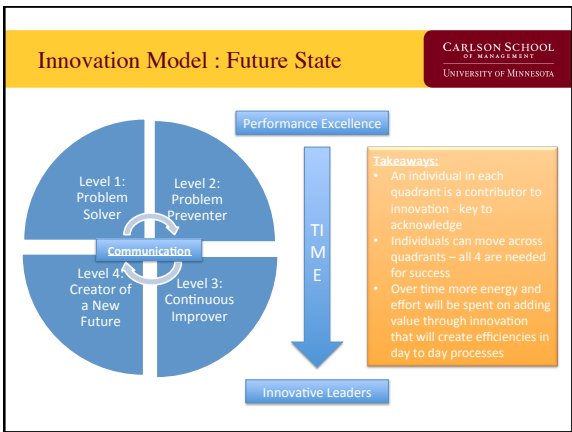 Innovation Model : Future State
CARLSON SCHOOL
OF MANAGEMENT
UNIVERSITY OF MINNESOTA
Performance Excellence
Level 1:
Problem
Solver
Level 2:
Problem
Preventer
Communication
Level 4:
Creator of
a New
Future
Level 3:
Continuous
Improver
TI
M
E
Innovative Leaders
Takeaways:
• An individual in each
quadrant is a contributor to
innovation - key to
acknowledge
• Individuals can move across
quadrants – all 4 are needed
for success
• Over time more energy and
effort will be spent on adding
value through innovation
that will create efficiencies in
day to day processes